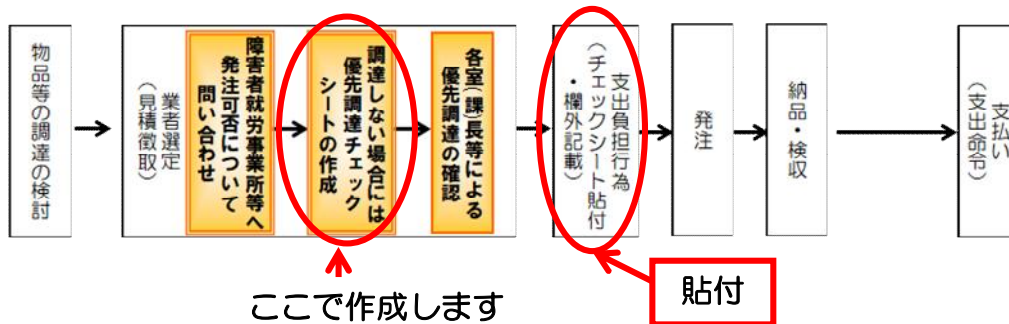 物品等の調達の検討
業者選定
（見積徴取）
障害者就労事業所等へ
発注可否について
問い合わせ
調達しない場合には
優先調達チェック
シートの作成
各室（課）長等による
優先調達の確認
支出負担行為
（チェックシート貼付
・欄外記載）
発注
納品・検収
支払い
（支出命令）
ここで作成します
貼付